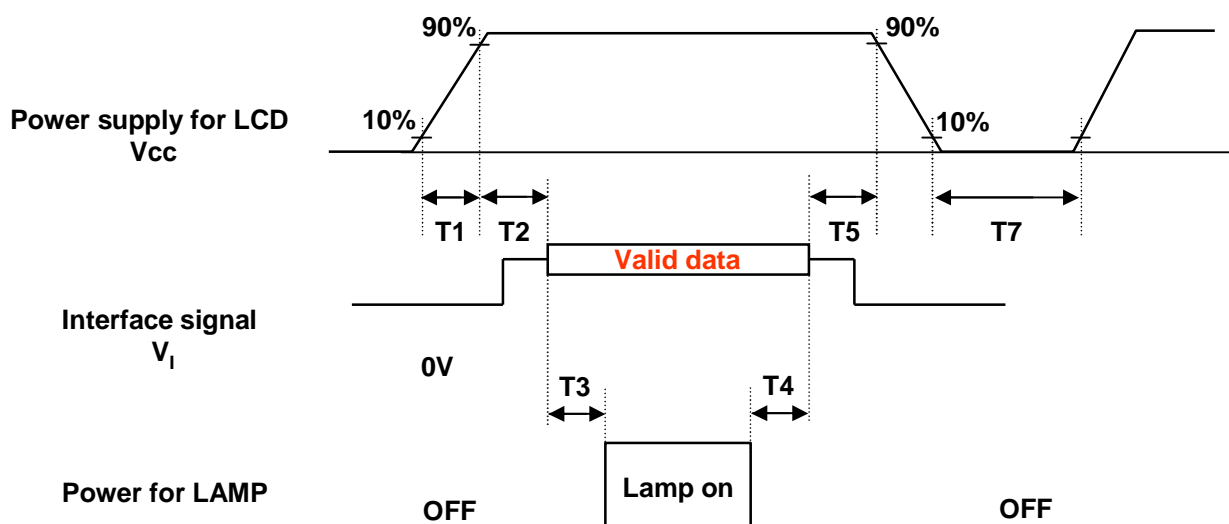 90%
90%
Power supply for LCD
Vcc
10%
10%
T1
T2
T5
T7
Valid data
Interface signal
VI
0V
T3
T4
Power for LAMP
OFF
Lamp on
OFF